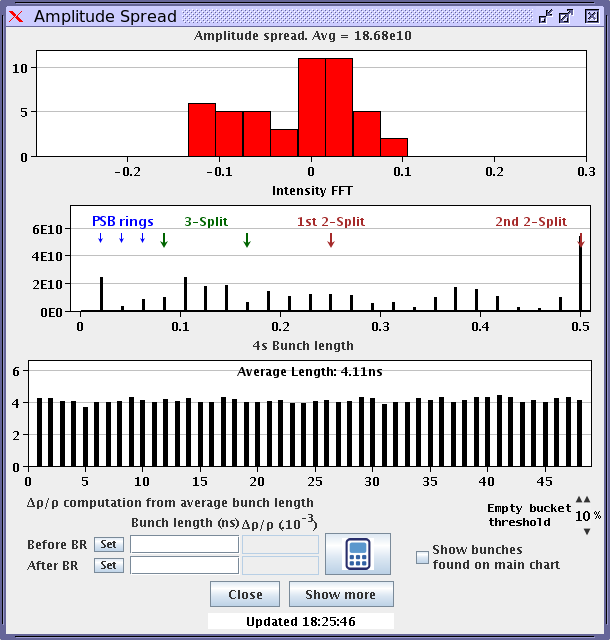 Amplitude Spread
Amplitude spread. Avg = 18.68e10
10
5
0
-0.2 -0.1 0 0.1 0.2 0.3
Intensity FFT
PSB rings 3-Split 1st 2-Split 2nd 2-Split
6E10
4E10
2E10
0E0
0 0.1 0.2 0.3 0.4 0.5
4s Bunch length
Average Length: 4.11ns
6
4
2
0
0 5 10 15 20 25 30 35 40 45
Δρ/ρ computation from average bunch length
Empty bucket threshold 10 %
Bunch length (ns) Δρ/ρ (.10^-3)
Before BR Set
After BR Set
Show bunches
found on main chart
Close Show more
Updated 18:25:46